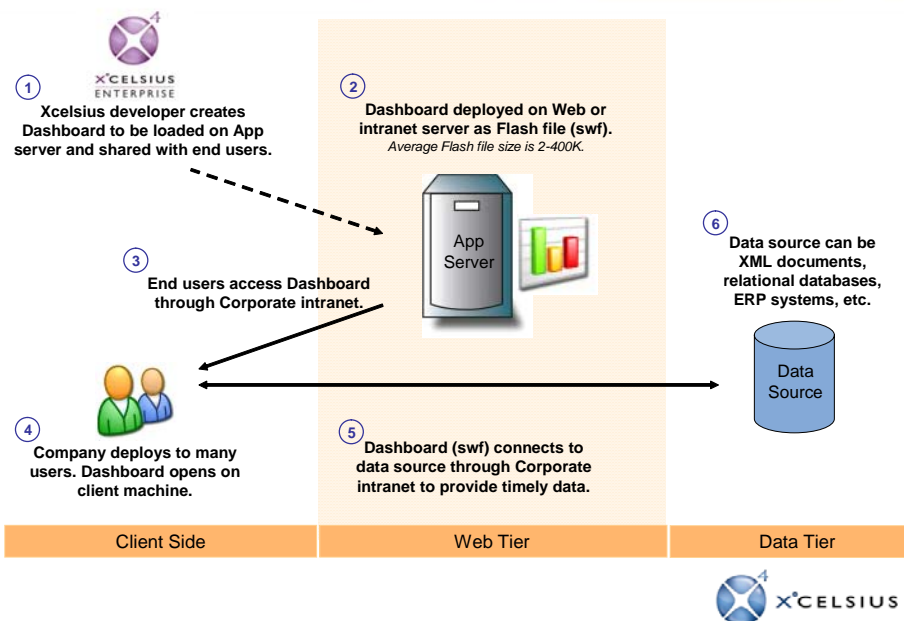 4
X°CELSIUS
ENTERPRISE
1
Xcelsius developer creates
Dashboard to be loaded on App
server and shared with end users.
2
Dashboard deployed on Web or
intranet server as Flash file (swf).
Average Flash file size is 2-400K.
App
Server
3
End users access Dashboard
through Corporate intranet.
6
Data source can be
XML documents,
relational databases,
ERP systems, etc.
Data
Source
4
Company deploys to many
users. Dashboard opens on
client machine.
5
Dashboard (swf) connects to
data source through Corporate
intranet to provide timely data.
Client Side
Web Tier
Data Tier
4
X°CELSIUS